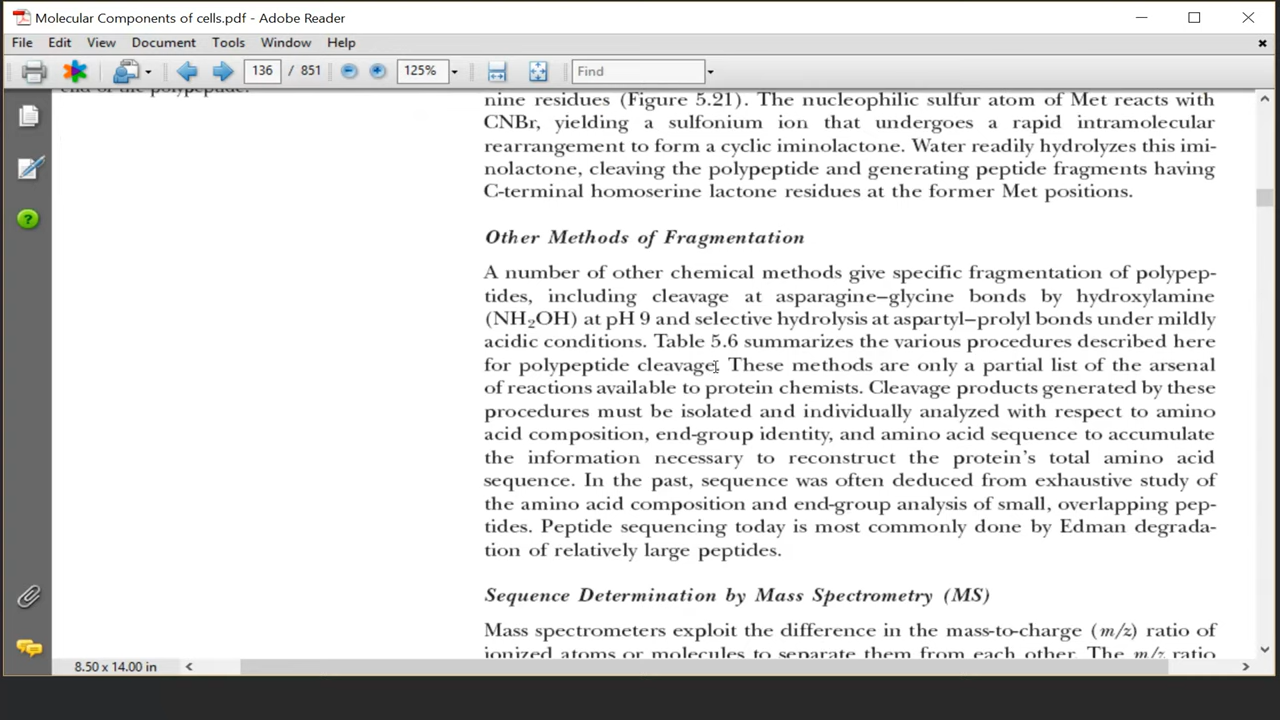 Molecular Components of cells.pdf - Adobe Reader
File Edit View Document Tools Window Help
136 / 851 125% Find
end of the polypeptide.
nine residues (Figure 5.21). The nucleophilic sulfur atom of Met reacts with
CNBr, yielding a sulfonium ion that undergoes a rapid intramolecular
rearrangement to form a cyclic iminolactone. Water readily hydrolyzes this imi-
nolactone, cleaving the polypeptide and generating peptide fragments having
C-terminal homoserine lactone residues at the former Met positions.
Other Methods of Fragmentation
A number of other chemical methods give specific fragmentation of polypep-
tides, including cleavage at asparagine–glycine bonds by hydroxylamine
(NH₂OH) at pH 9 and selective hydrolysis at aspartyl–prolyl bonds under mildly
acidic conditions. Table 5.6 summarizes the various procedures described here
for polypeptide cleavage. These methods are only a partial list of the arsenal
of reactions available to protein chemists. Cleavage products generated by these
procedures must be isolated and individually analyzed with respect to amino
acid composition, end-group identity, and amino acid sequence to accumulate
the information necessary to reconstruct the protein's total amino acid
sequence. In the past, sequence was often deduced from exhaustive study of
the amino acid composition and end-group analysis of small, overlapping pep-
tides. Peptide sequencing today is most commonly done by Edman degrada-
tion of relatively large peptides.
Sequence Determination by Mass Spectrometry (MS)
Mass spectrometers exploit the difference in the mass-to-charge (m/z) ratio of
ionized atoms or molecules to separate them from each other. The m/z ratio
8.50 x 14.00 in